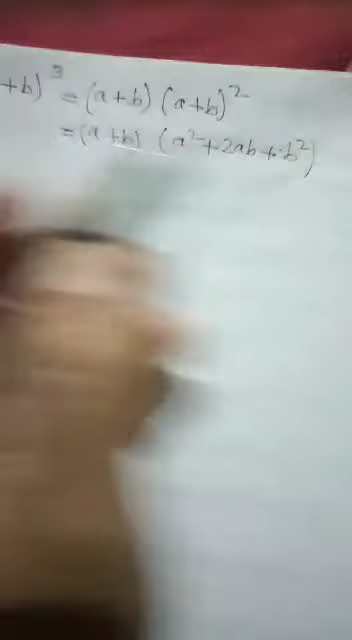 +b)³ = (a+b) (a+b)²
= (a+b) (a²+2ab+b²)